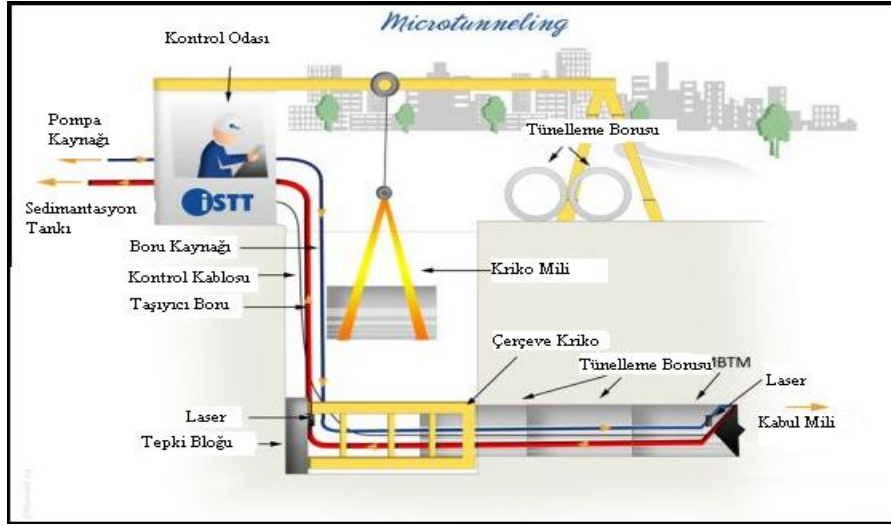 Microtunneling
Kontrol Odası
Pompa
Kaynağı
Tünelleme Borusu
iSTT
Sedimantasyon
Tankı
Boru Kaynağı
Kontrol Kablosu
Kriko Mili
Taşıyıcı Boru
Çerçeve Kriko
Tünelleme Borusu
MBTM
Laser
Laser
Kabul Mili
Tepki Bloğu